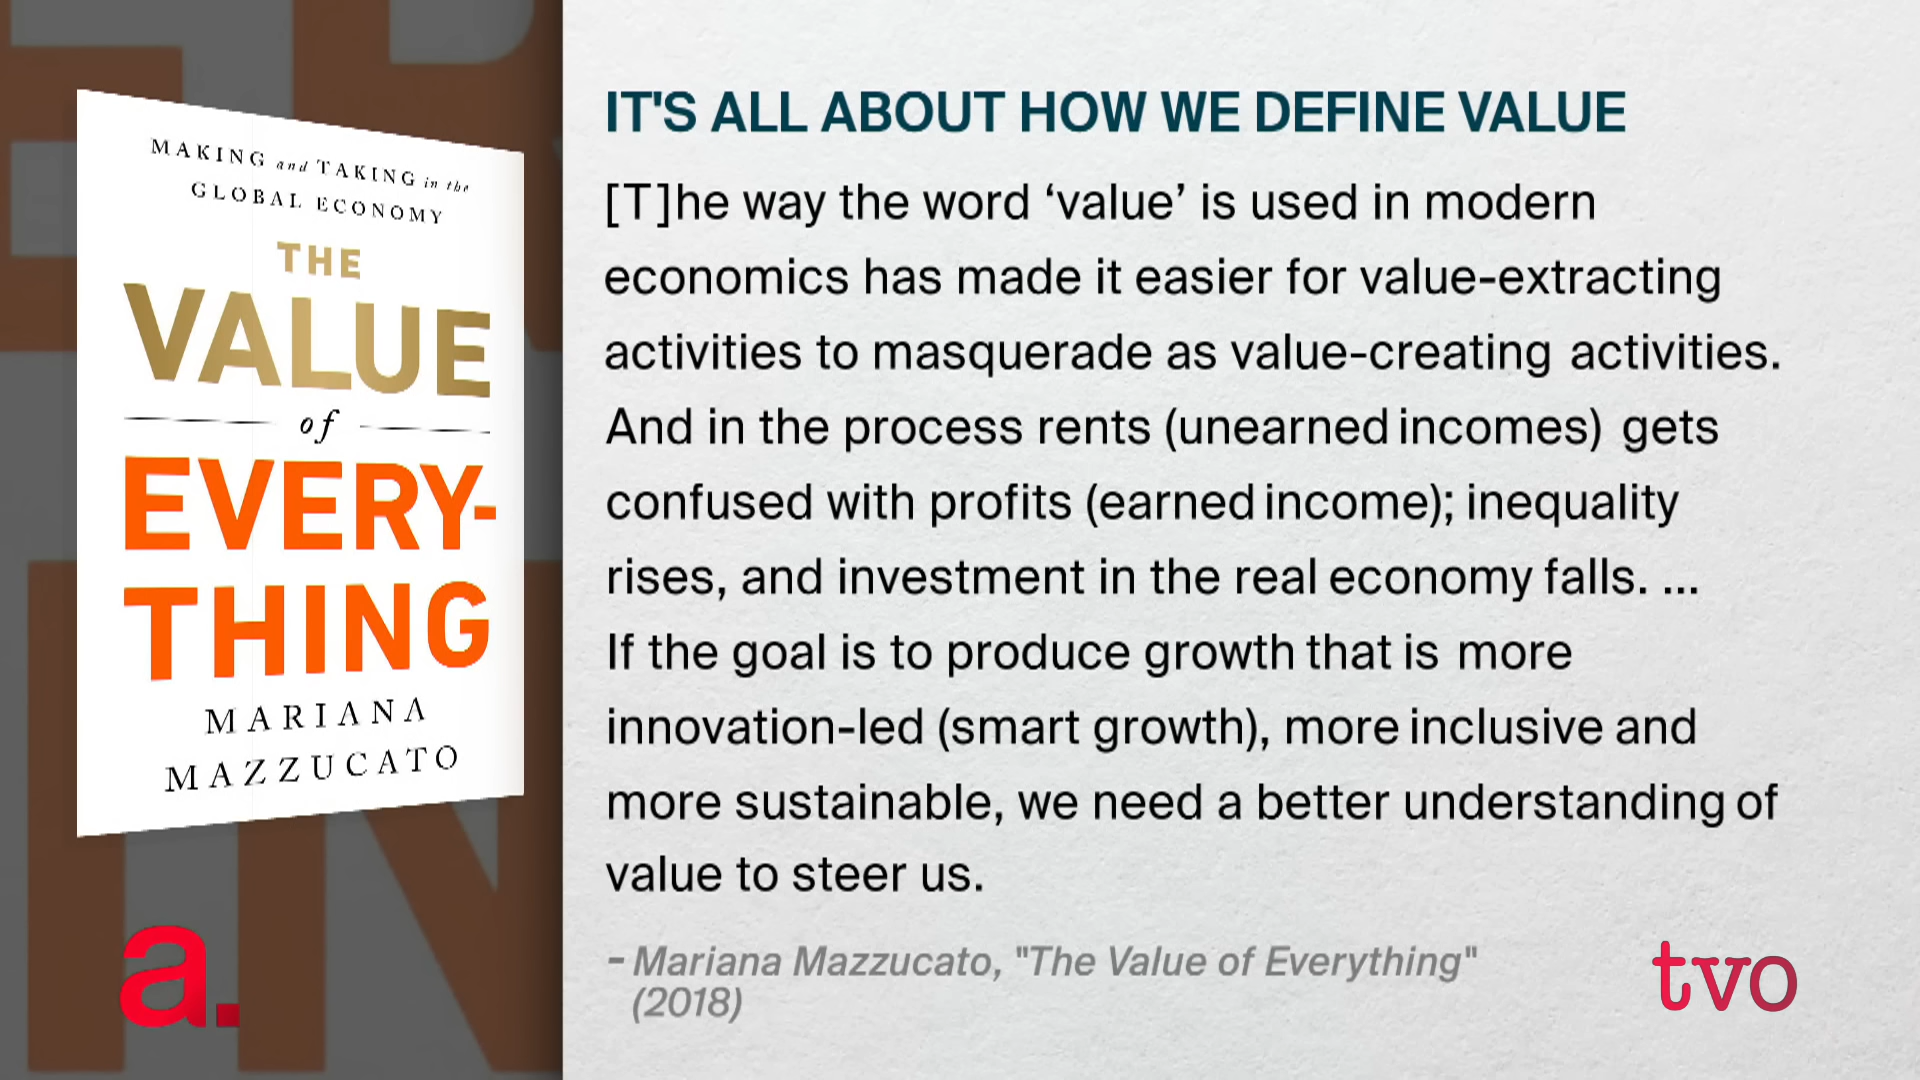 MAKING and TAKING in the
GLOBAL ECONOMY
THE
VALUE
of
EVERY-
THING
MARIANA
MAZZUCATO
IT'S ALL ABOUT HOW WE DEFINE VALUE
[T]he way the word ‘value’ is used in modern
economics has made it easier for value-extracting
activities to masquerade as value-creating activities.
And in the process rents (unearned incomes) gets
confused with profits (earned income); inequality
rises, and investment in the real economy falls. ...
If the goal is to produce growth that is more
innovation-led (smart growth), more inclusive and
more sustainable, we need a better understanding of
value to steer us.
- Mariana Mazzucato, "The Value of Everything"
(2018)
a.
tvo